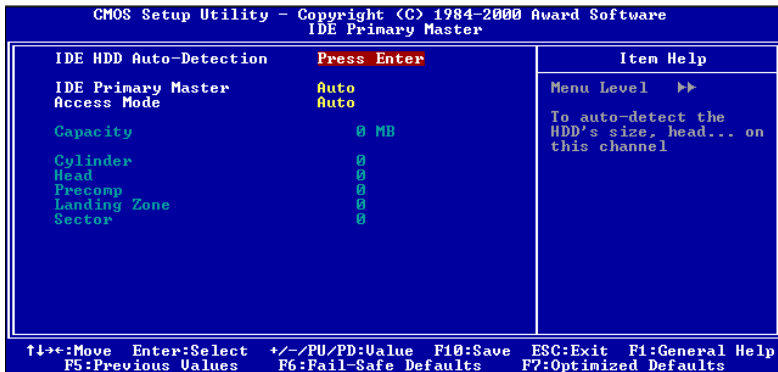 CMOS Setup Utility - Copyright (C) 1984-2000 Award Software
IDE Primary Master
IDE HDD Auto-Detection Press Enter
IDE Primary Master Auto
Access Mode Auto
Capacity 0 MB
Cylinder 0
Head 0
Precomp 0
Landing Zone 0
Sector 0
Item Help
Menu Level ▶▶
To auto-detect the
HDD's size, head... on
this channel
↑↓→←:Move Enter:Select +/-/PU/PD:Value F10:Save ESC:Exit F1:General Help
F5:Previous Values F6:Fail-Safe Defaults F7:Optimized Defaults